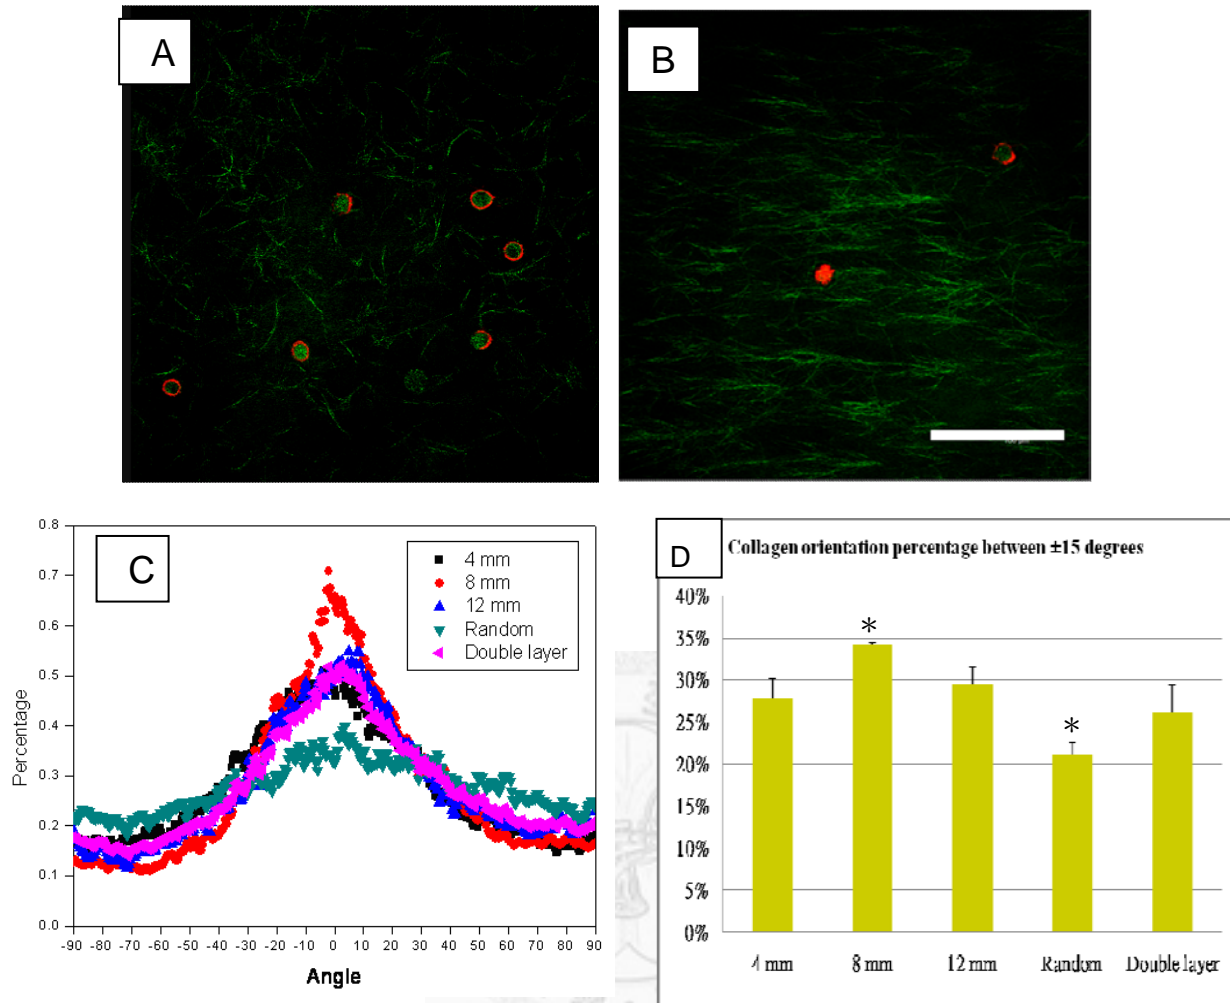 A
B
C
0.8
0.7
0.6
0.5
0.4
0.3
0.2
0.1
0.0
Percentage
4 mm
8 mm
12 mm
Random
Double layer
-90 -80 -70 -60 -50 -40 -30 -20 -10 0 10 20 30 40 50 60 70 80 90
Angle
D
Collagen orientation percentage between ±15 degrees
40%
35%
30%
25%
20%
15%
10%
5%
0%
*
*
4 mm 8 mm 12 mm Random Double layer